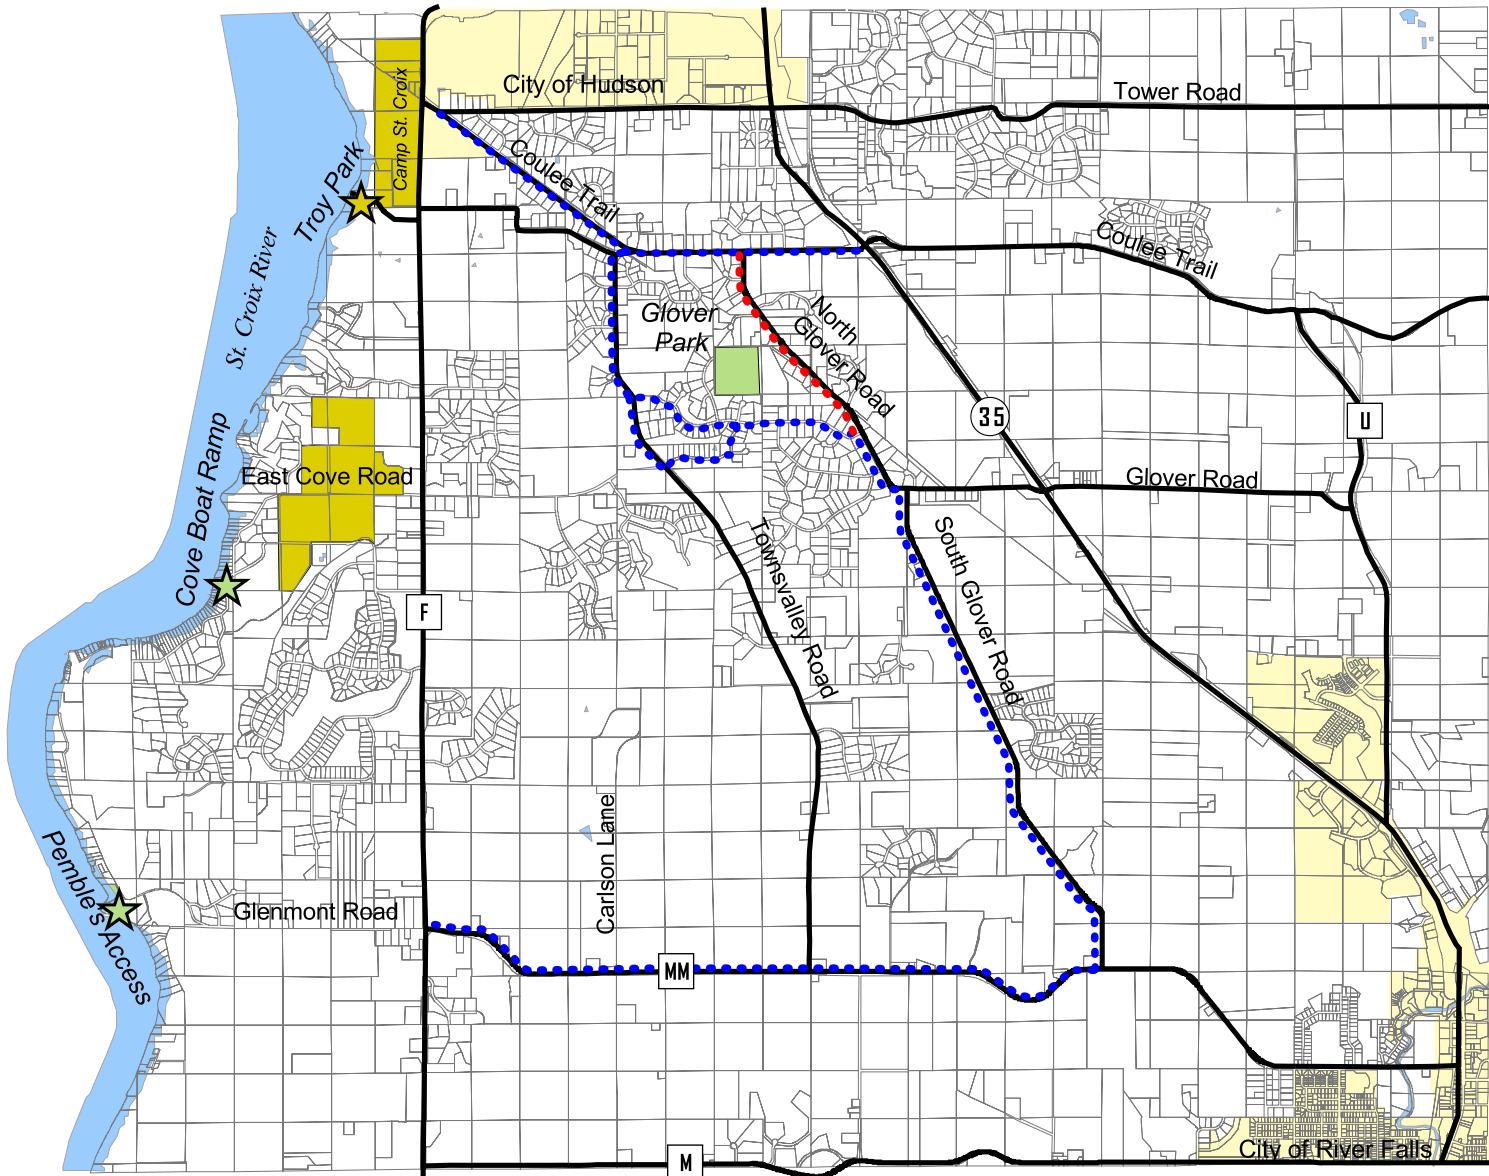 City of Hudson
Tower Road
Camp St. Croix
Troy Park
Coulee Trail
Coulee Trail
St. Croix River
Glover
Park
North
Glover Road
35
U
Cove Boat Ramp
East Cove Road
Glover Road
Townsvalley Road
South Glover Road
F
Carlson Lane
Pemble's Access
Glenmont Road
MM
City of River Falls
M